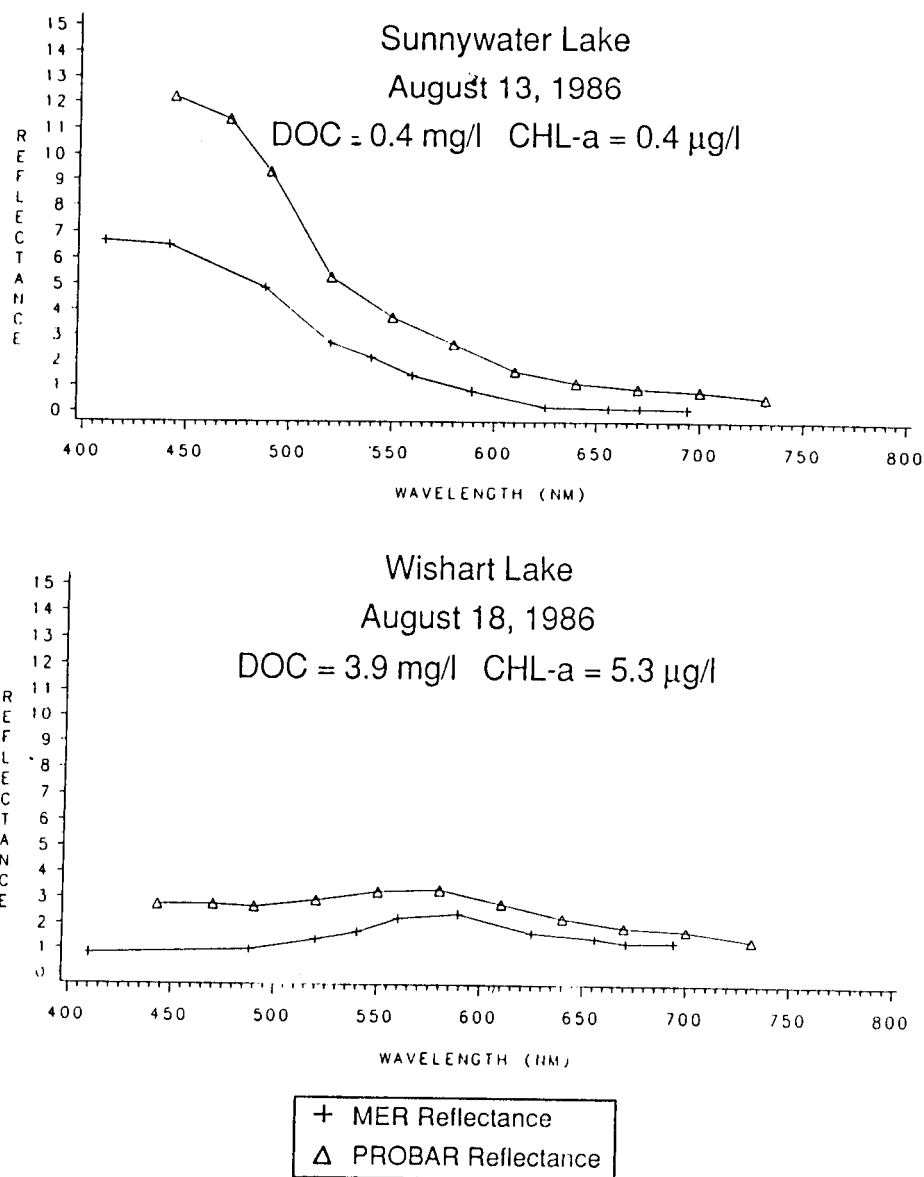 Sunnywater Lake
August 13, 1986
DOC = 0.4 mg/l CHL-a = 0.4 µg/l
REFLECTANCE
15
14
13
12
11
10
9
8
7
6
5
4
3
2
1
0
400 450 500 550 600 650 700 750 800
WAVELENGTH (NM)
Wishart Lake
August 18, 1986
DOC = 3.9 mg/l CHL-a = 5.3 µg/l
REFLECTANCE
15
14
13
12
11
10
9
8
7
6
5
4
3
2
1
0
400 450 500 550 600 650 700 750 800
WAVELENGTH (NM)
+ MER Reflectance
△ PROBAR Reflectance